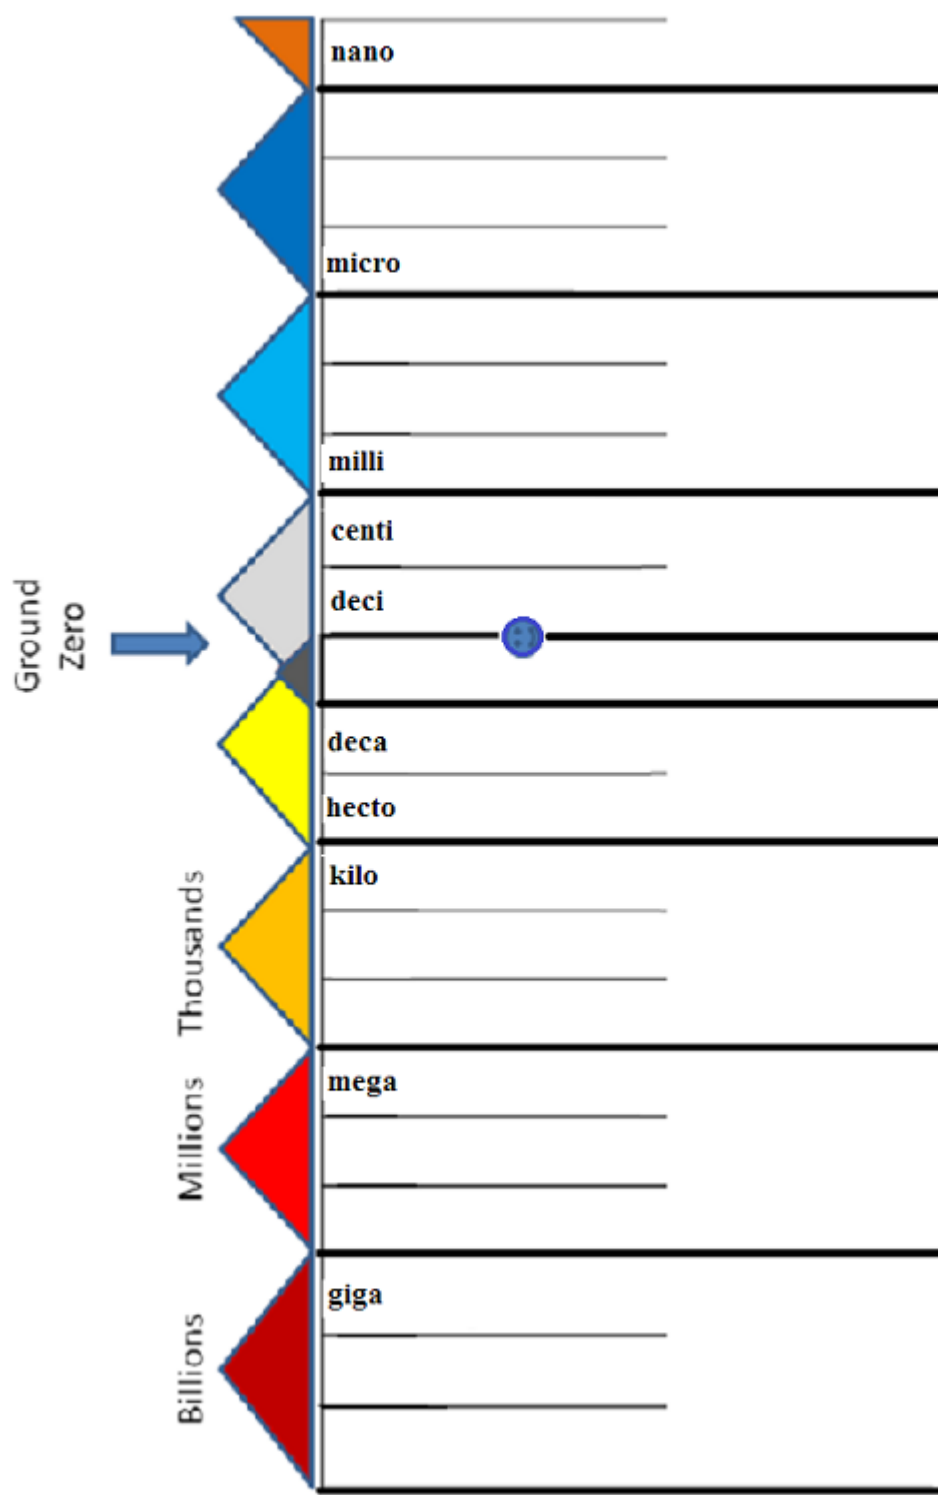 nano
micro
milli
centi
deci
Ground
Zero
deca
hecto
kilo
Thousands
mega
Millions
giga
Billions